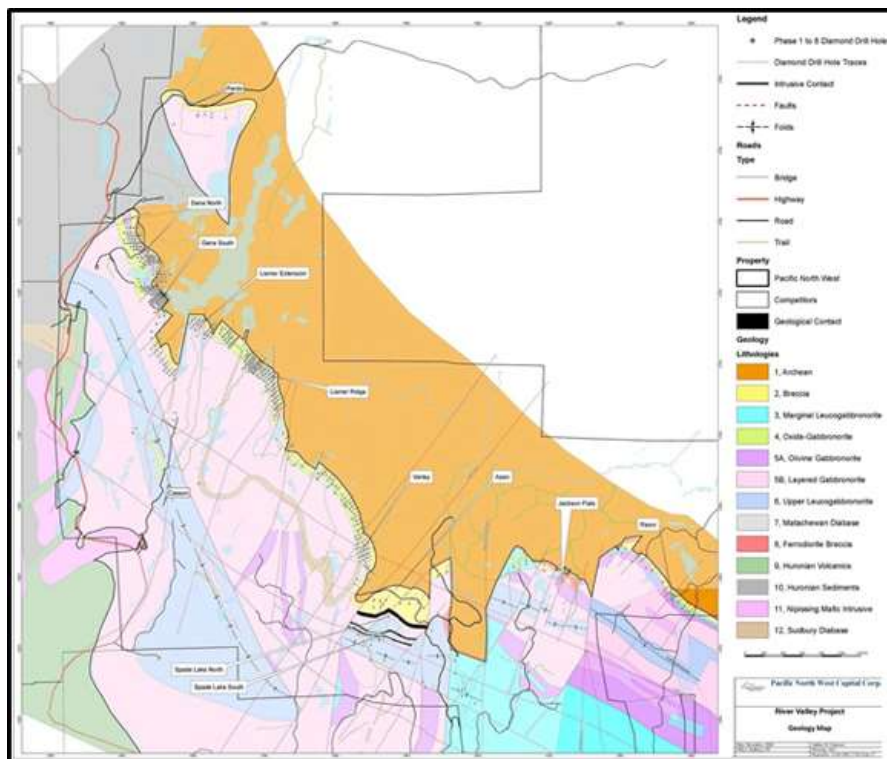 Legend
Phase 1 to 8 Diamond Drill Hole
Diamond Drill Hole Traces
Intrusive Contact
Faults
Folds
Roads
Type
Bridge
Highway
Road
Trail
Property
Pacific North West
Competitors
Geological Contact
Geology
Lithologies
1, Archean
2, Breccia
3, Marginal Leucogabbronorite
4, Oxide-Gabbronorite
5A, Olivine Gabbronorite
5B, Layered Gabbronorite
6, Upper Leucogabbronorite
7, Matachewan Diabase
8, Ferrodiorite Breccia
9, Huronian Volcanics
10, Huronian Sediments
11, Nipissing Mafic Intrusive
12, Sudbury Diabase
Pardo
Dana North
Dana South
Lismer Extension
Lismer Ridge
Varley
Azen
Jackson Flats
Razor
Casson
Spade Lake North
Spade Lake South
Pacific North West Capital Corp.
River Valley Project
Geology Map